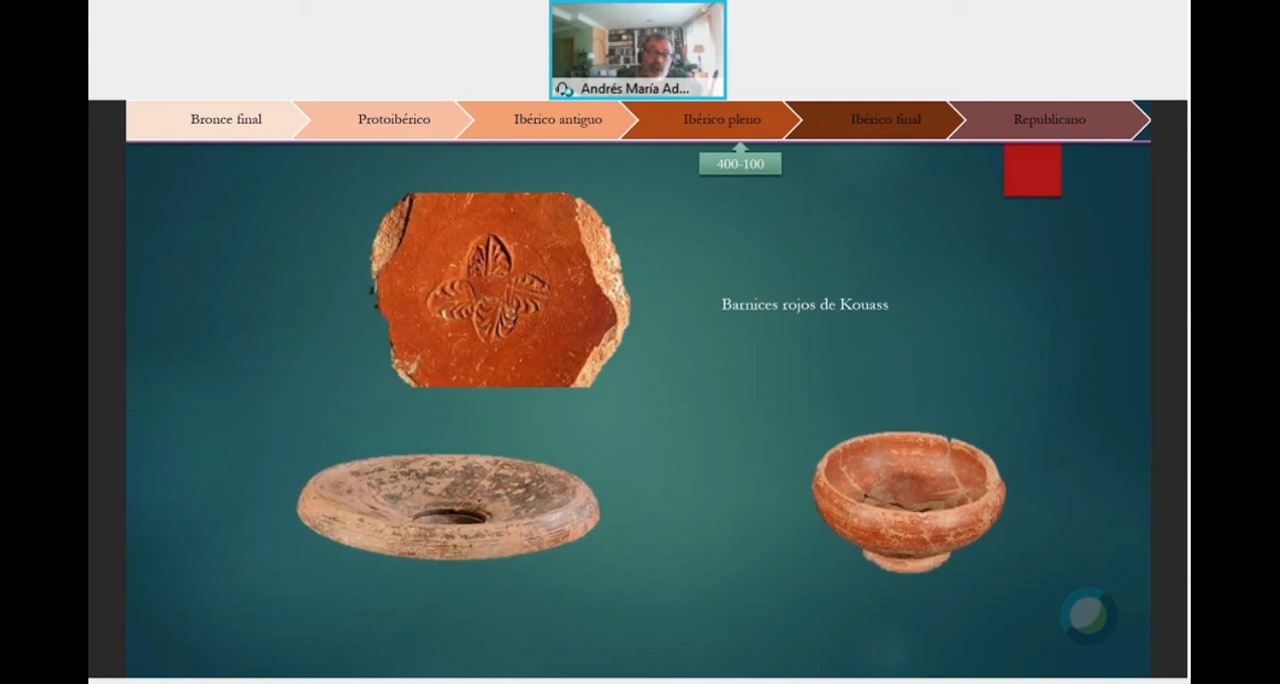 Andrés María Ad...
Bronce final
Protoibérico
Ibérico antiguo
Ibérico pleno
Ibérico final
Republicano
400-100
Barnices rojos de Kouass